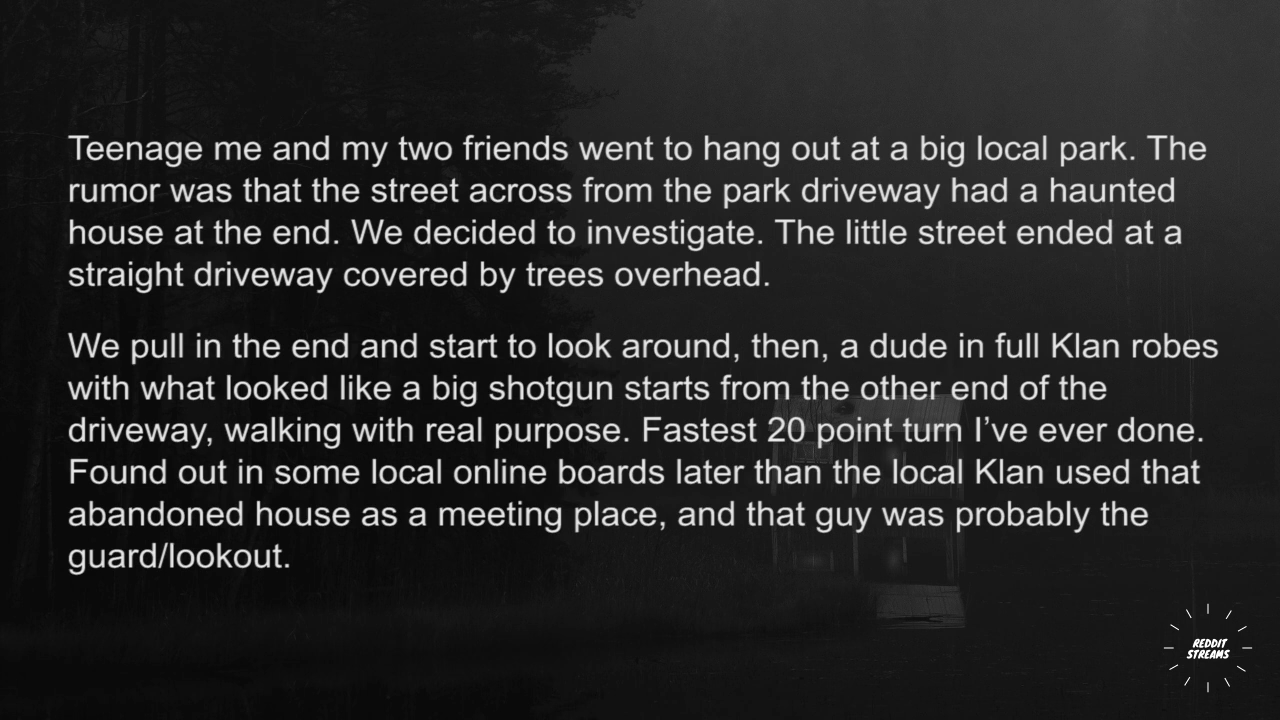 Teenage me and my two friends went to hang out at a big local park. The
rumor was that the street across from the park driveway had a haunted
house at the end. We decided to investigate. The little street ended at a
straight driveway covered by trees overhead.
We pull in the end and start to look around, then, a dude in full Klan robes
with what looked like a big shotgun starts from the other end of the
driveway, walking with real purpose. Fastest 20 point turn I’ve ever done.
Found out in some local online boards later than the local Klan used that
abandoned house as a meeting place, and that guy was probably the
guard/lookout.
REDDIT
STREAMS